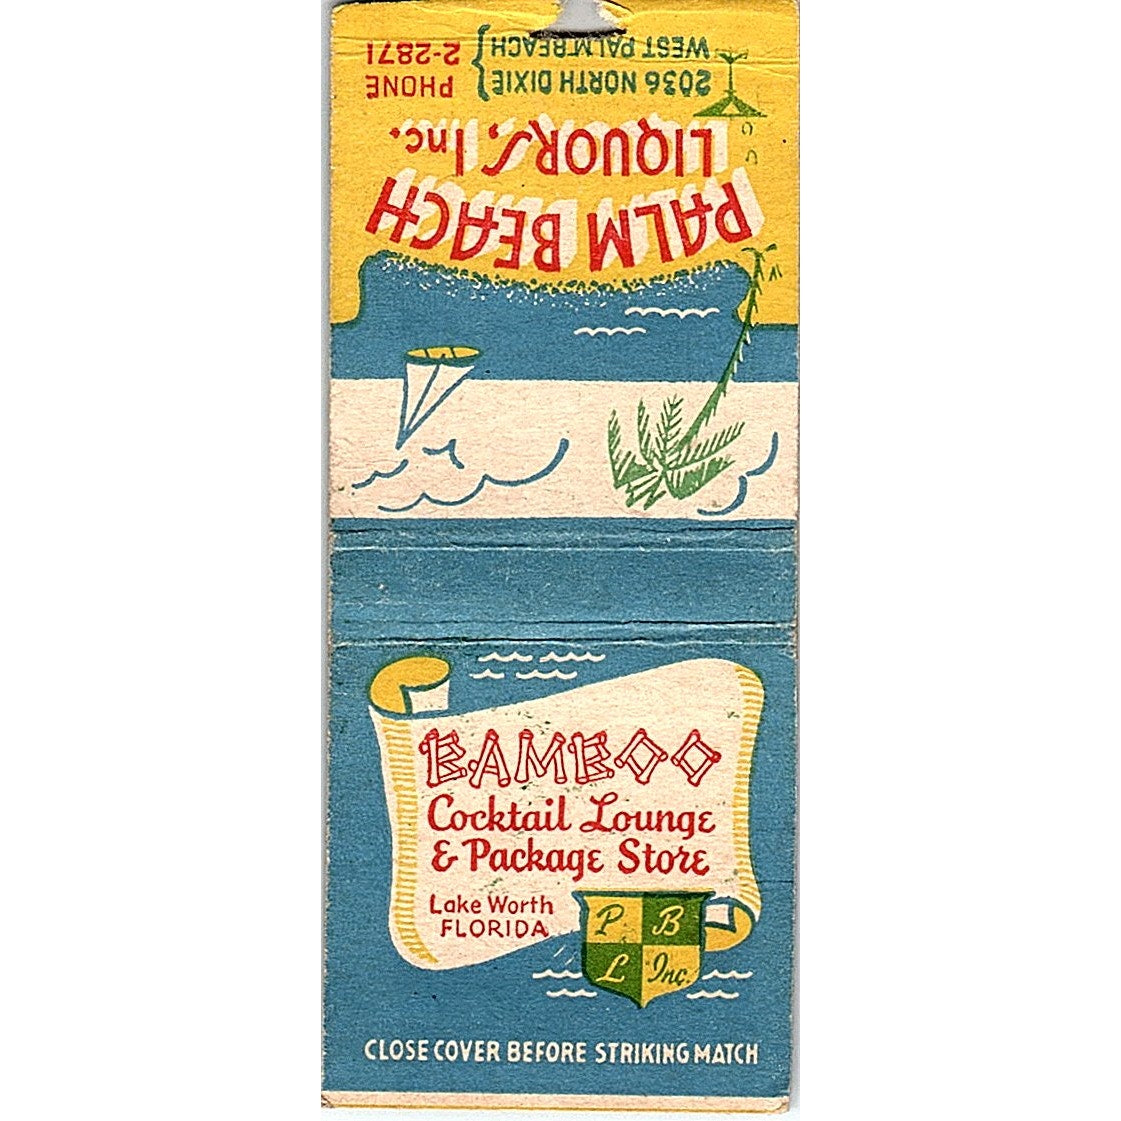 PALM BEACH
LIQUORS, Inc.
2036 NORTH DIXIE
WEST PALM BEACH
PHONE
2-2871
BAMBOO
Cocktail Lounge
& Package Store
Lake Worth
FLORIDA
P B
L Inc.
CLOSE COVER BEFORE STRIKING MATCH